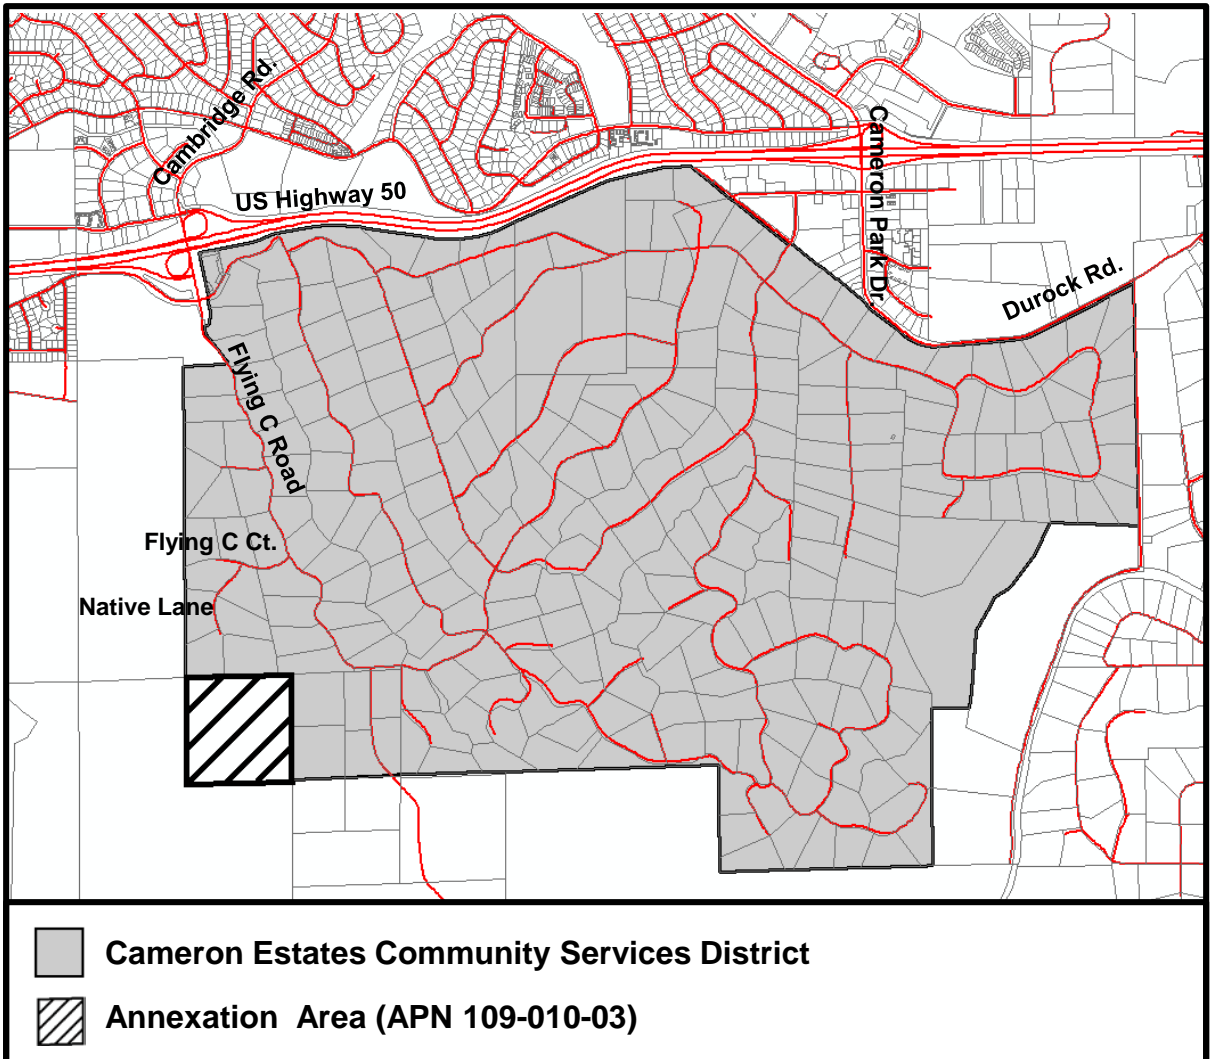 Cambridge Rd.
US Highway 50
Cameron Park Dr.
Durock Rd.
Flying C Road
Flying C Ct.
Native Lane
Cameron Estates Community Services District
Annexation Area (APN 109-010-03)